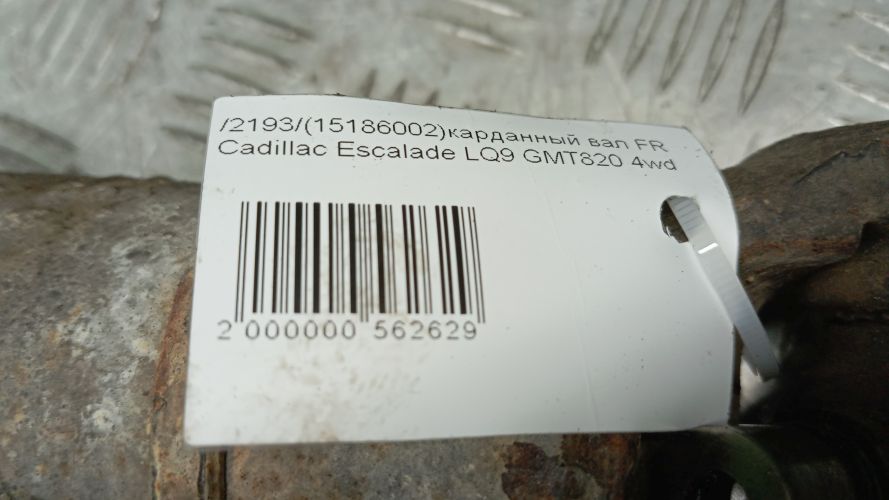 /2193/(15186002)карданный вал FR
Cadillac Escalade LQ9 GMT820 4wd
2 000000 562629